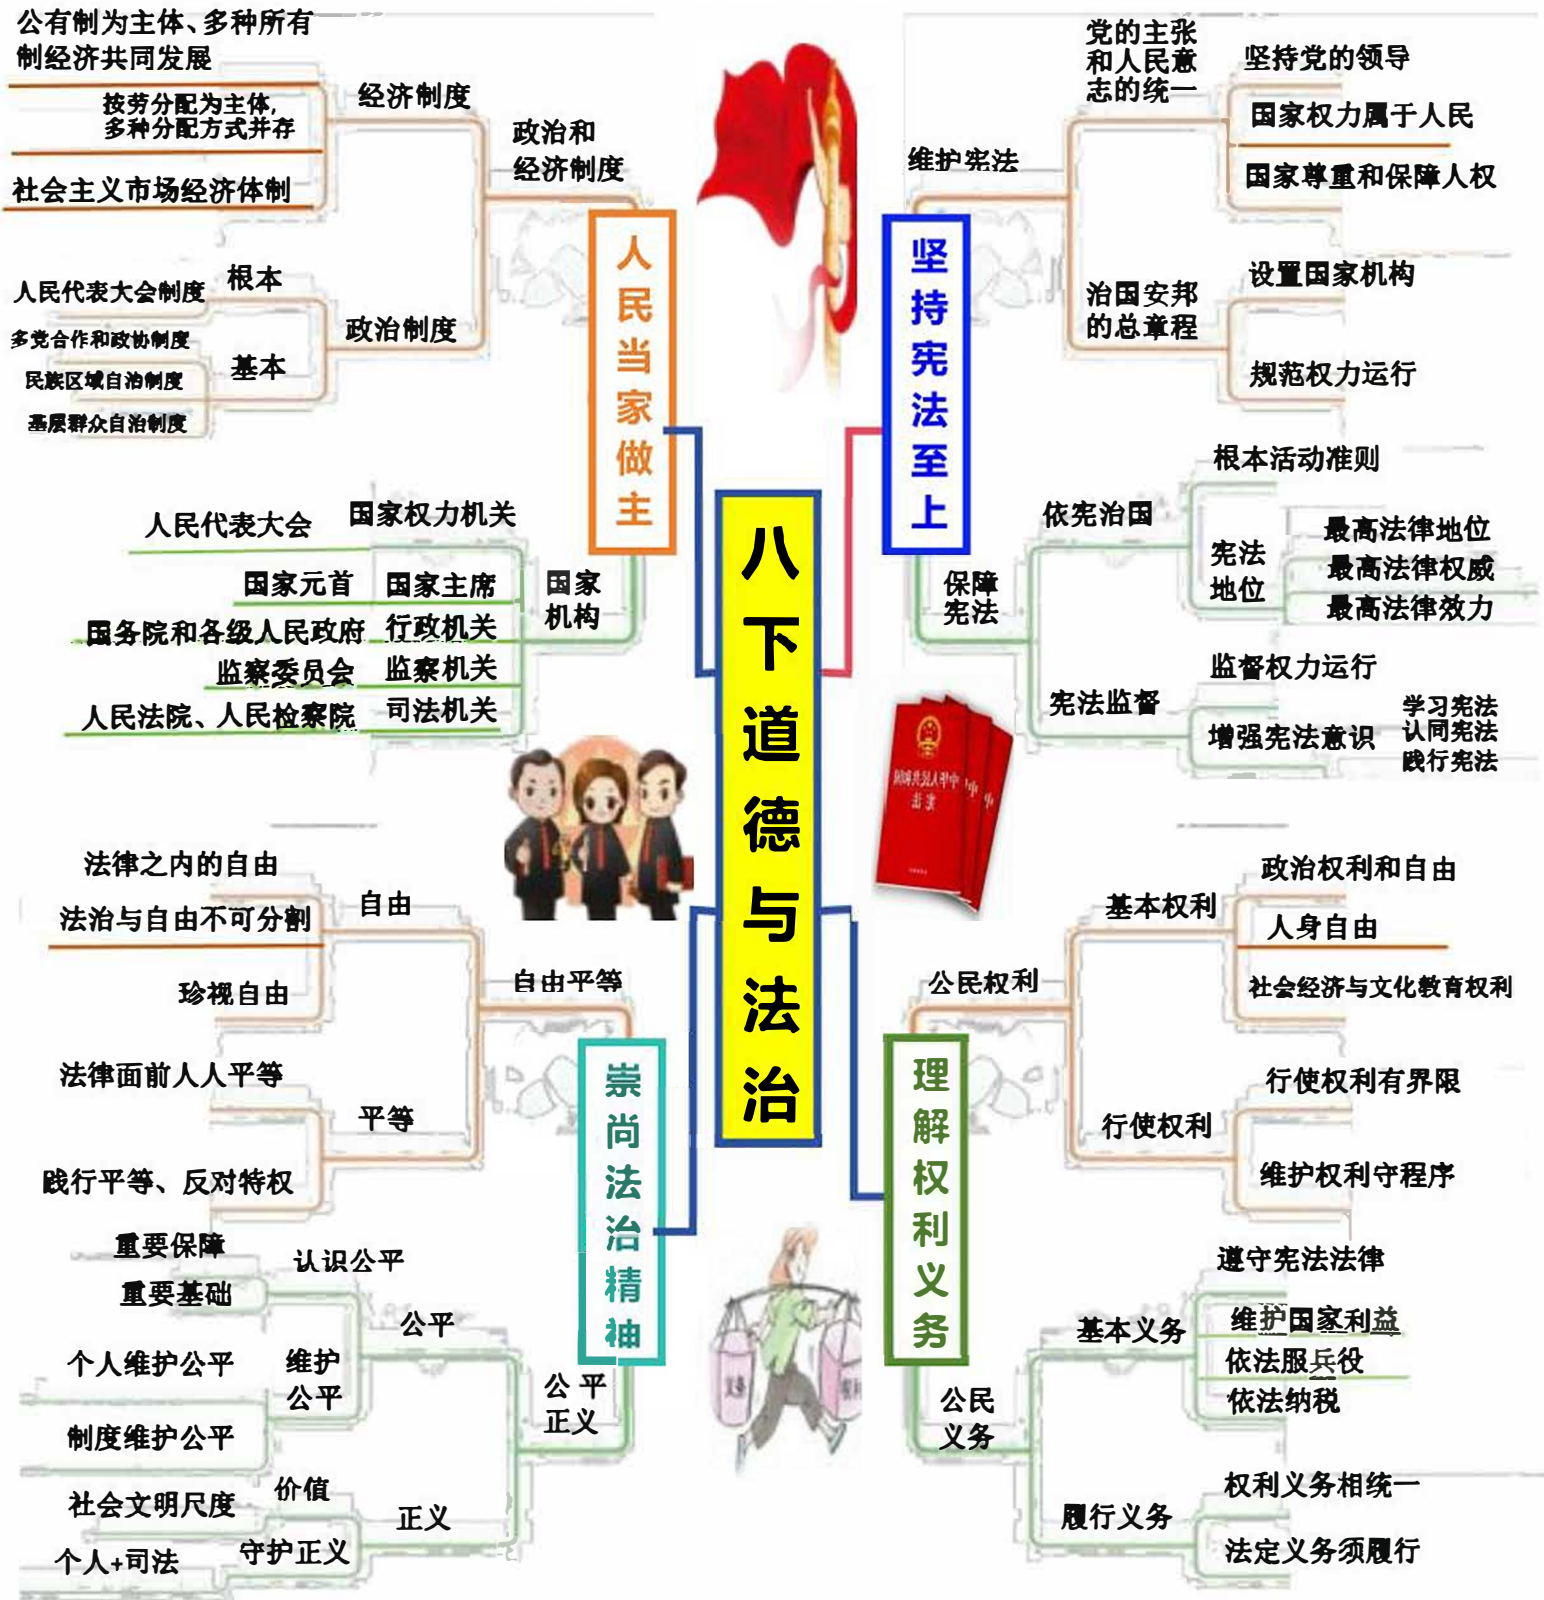 八下道德与法治
坚持宪法至上
维护宪法
党的主张
和人民意
志的统一
坚持党的领导
国家权力属于人民
国家尊重和保障人权
治国安邦
的总章程
设置国家机构
规范权力运行
保障
宪法
依宪治国
根本活动准则
宪法
地位
最高法律地位
最高法律权威
最高法律效力
宪法监督
监督权力运行
增强宪法意识
学习宪法
认同宪法
践行宪法
理解权利义务
公民权利
基本权利
政治权利和自由
人身自由
社会经济与文化教育权利
行使权利
行使权利有界限
维护权利守程序
公民
义务
基本义务
遵守宪法法律
维护国家利益
依法服兵役
依法纳税
履行义务
权利义务相统一
法定义务须履行
人民当家做主
政治和
经济制度
经济制度
公有制为主体、多种所有
制经济共同发展
按劳分配为主体,
多种分配方式并存
社会主义市场经济体制
政治制度
根本
人民代表大会制度
基本
多党合作和政协制度
民族区域自治制度
基层群众自治制度
国家
机构
国家权力机关
人民代表大会
国家主席
国家元首
行政机关
国务院和各级人民政府
监察机关
监察委员会
司法机关
人民法院、人民检察院
崇尚法治精神
自由平等
自由
法律之内的自由
法治与自由不可分割
珍视自由
平等
法律面前人人平等
践行平等、反对特权
公平
正义
公平
认识公平
重要保障
重要基础
维护
公平
个人维护公平
制度维护公平
正义
价值
社会文明尺度
守护正义
个人+司法
中华人民共和国
宪法
义务